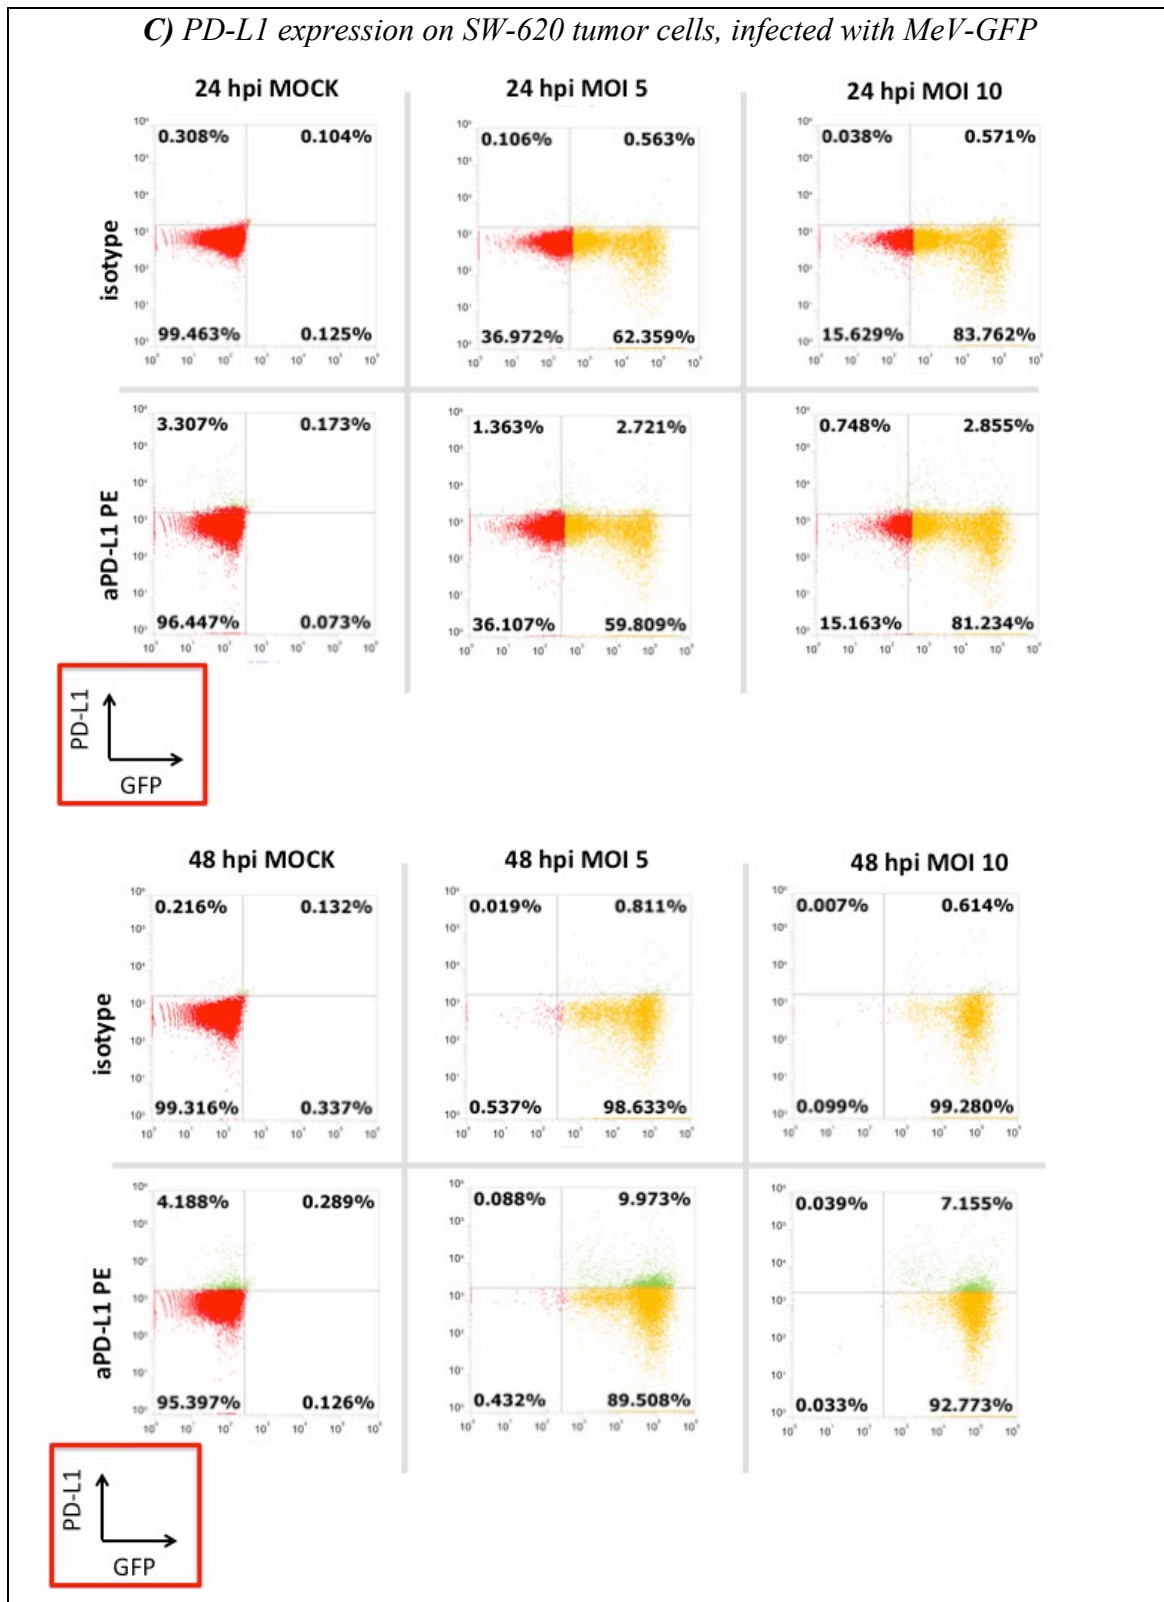 C) PD-L1 expression on SW-620 tumor cells, infected with MeV-GFP
24 hpi MOCK
24 hpi MOI 5
24 hpi MOI 10
isotype
0.308% 0.104%
99.463% 0.125%
0.106% 0.563%
36.972% 62.359%
0.038% 0.571%
15.629% 83.762%
aPD-L1 PE
3.307% 0.173%
96.447% 0.073%
1.363% 2.721%
36.107% 59.809%
0.748% 2.855%
15.163% 81.234%
PD-L1
GFP
48 hpi MOCK
48 hpi MOI 5
48 hpi MOI 10
isotype
0.216% 0.132%
99.316% 0.337%
0.019% 0.811%
0.537% 98.633%
0.007% 0.614%
0.099% 99.280%
aPD-L1 PE
4.188% 0.289%
95.397% 0.126%
0.088% 9.973%
0.432% 89.508%
0.039% 7.155%
0.033% 92.773%
PD-L1
GFP